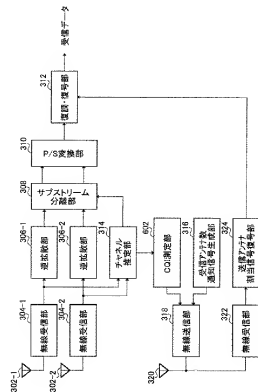 302-1
302-2
304-1
無線受信部
304-2
無線受信部
306-1
逆拡散部
306-2
逆拡散部
308
サブストリーム
分離部
310
P/S変換部
312
復調・復号部
受信データ
314
チャネル
推定部
602
CQI測定部
316
受信アンテナ数
通知信号生成部
318
無線送信部
320
322
無線受信部
324
送信アンテナ
割当信号復号部